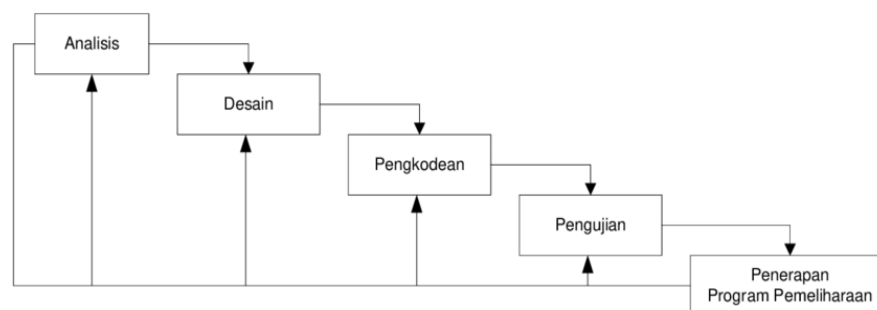 Analisis
Desain
Pengkodean
Pengujian
Penerapan
Program Pemeliharaan